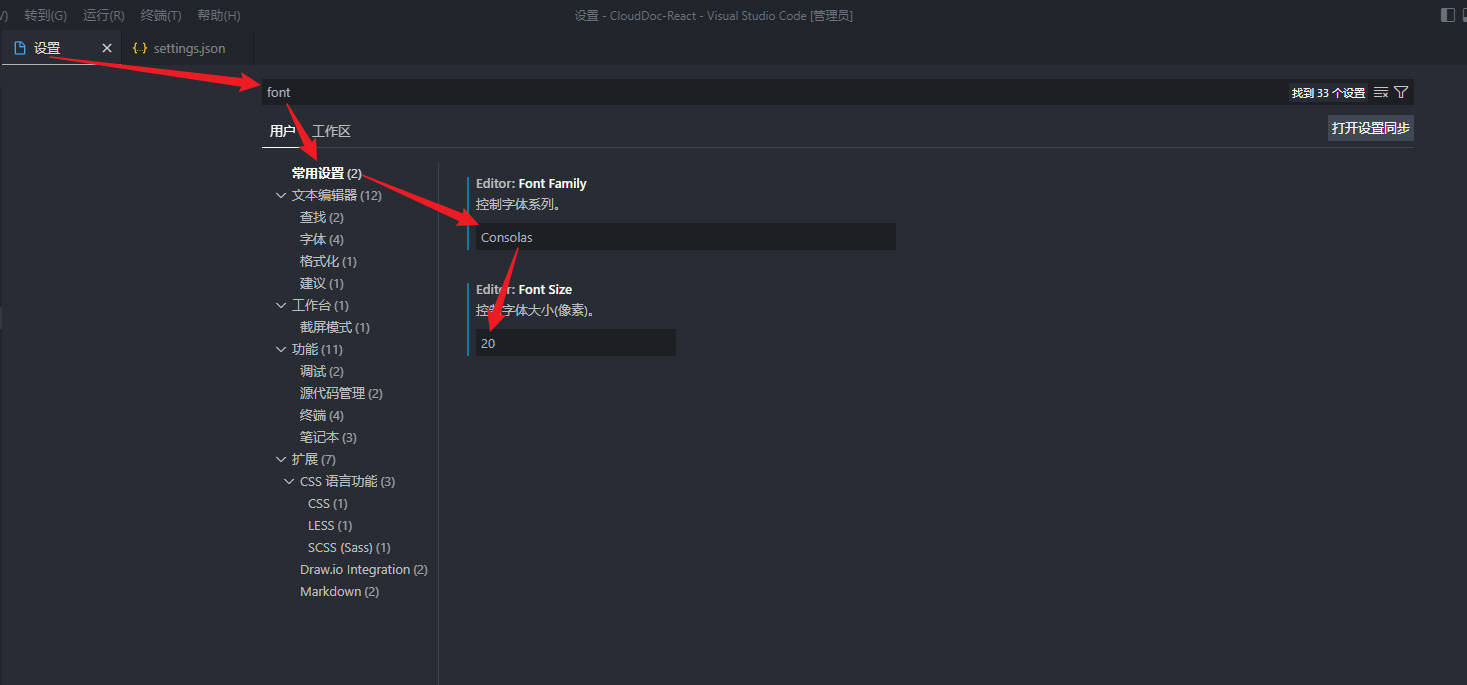 转到(G) 运行(R) 终端(T) 帮助(H) 设置 - CloudDoc-React - Visual Studio Code [管理员]
设置 settings.json
font 找到 33 个设置
用户 工作区 打开设置同步
常用设置 (2)
文本编辑器 (12)
查找 (2)
字体 (4)
格式化 (1)
建议 (1)
工作台 (1)
截屏模式 (1)
功能 (11)
调试 (2)
源代码管理 (2)
终端 (4)
笔记本 (3)
扩展 (7)
CSS 语言功能 (3)
CSS (1)
LESS (1)
SCSS (Sass) (1)
Draw.io Integration (2)
Markdown (2)
Editor: Font Family
控制字体系列。
Consolas
Editor: Font Size
控制字体大小(像素)。
20